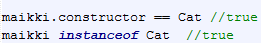 maikki.constructor == Cat //true
maikki instanceof Cat  //true